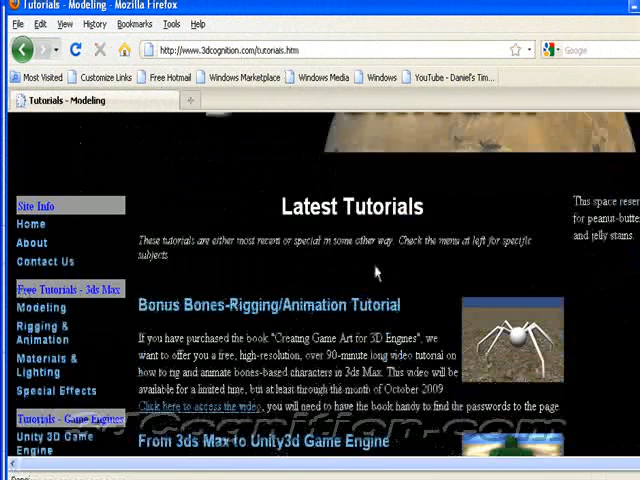 Tutorials - Modeling - Mozilla Firefox
File Edit View History Bookmarks Tools Help
http://www.3dcognition.com/tutorials.htm
Google
Most Visited Customize Links Free Hotmail Windows Marketplace Windows Media Windows YouTube - Daniel's Tim...
Tutorials - Modeling
Site Info
Home
About
Contact Us
Free Tutorials - 3ds Max
Modeling
Rigging &
Animation
Materials &
Lighting
Special Effects
Tutorials - Game Engines
Unity 3D Game
Engine
Latest Tutorials
These tutorials are either most recent or special in some other way. Check the menu at left for specific
subjects
Bonus Bones-Rigging/Animation Tutorial
If you have purchased the book "Creating Game Art for 3D Engines", we
want to offer you a free, high-resolution, over 90-minute long video tutorial on
how to rig and animate bones-based characters in 3ds Max. This video will be
available for a limited time, but at least through the month of October 2009
Click here to access the video, you will need to have the book handy to find the passwords to the page
From 3ds Max to Unity3d Game Engine
This space reser
for peanut-butte
and jelly stains.
3dCognition.com